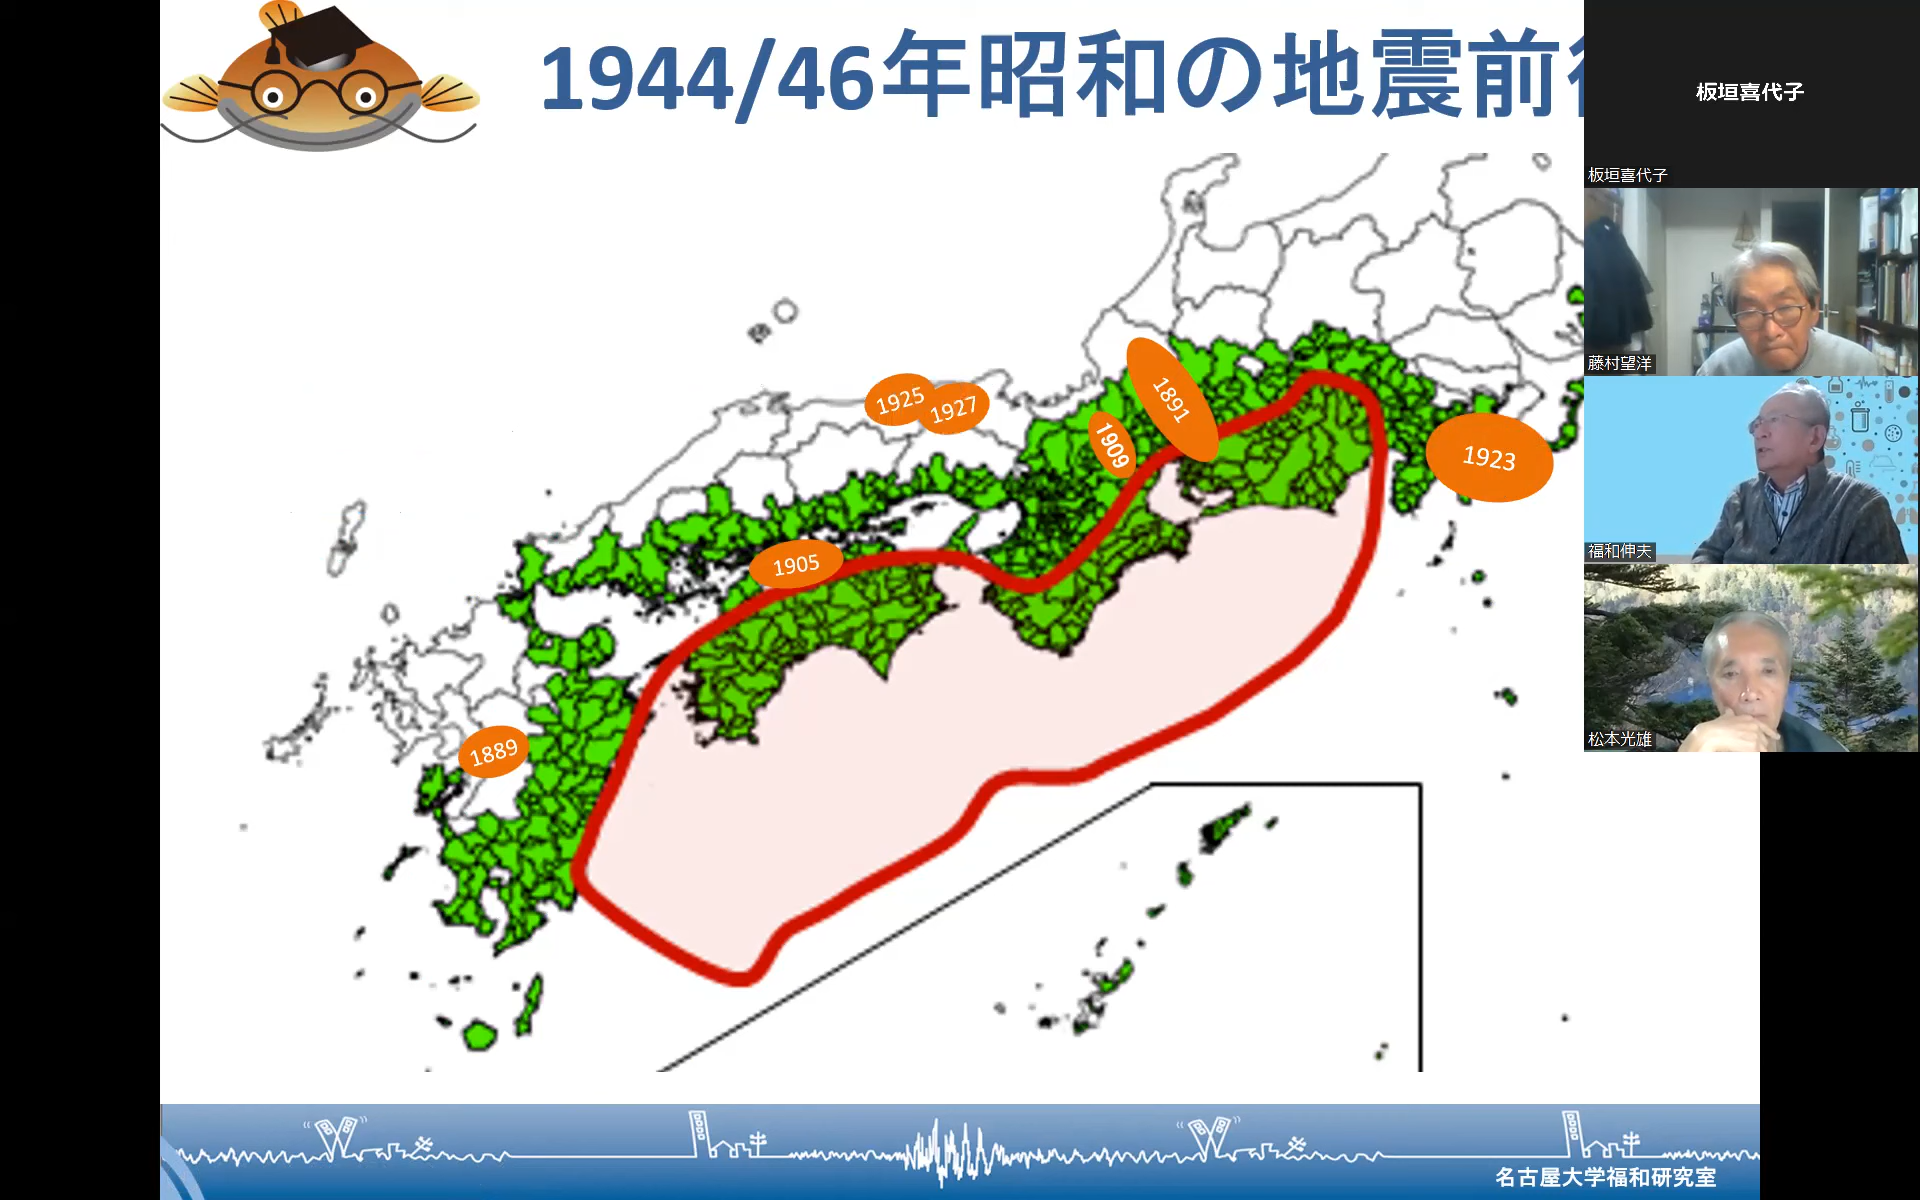 1944/46年昭和の地震前
1925
1927
1891
1909
1923
1905
1889
名古屋大学福和研究室
板垣喜代子
板垣喜代子
藤村望洋
福和伸夫
松本光雄